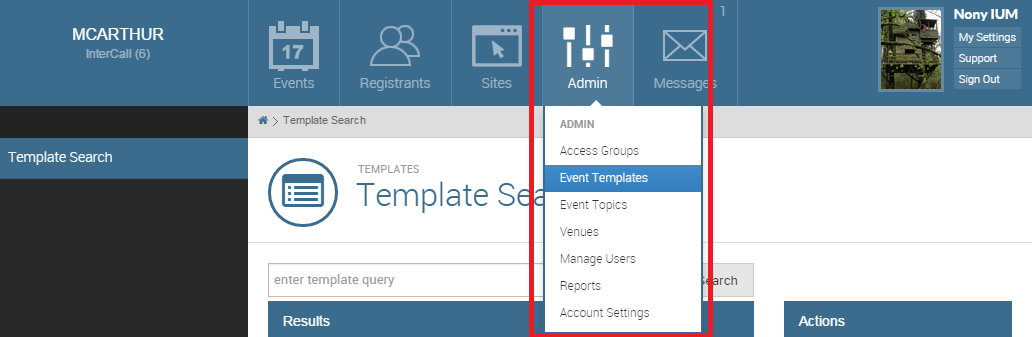 MCARTHUR
InterCall (6)
17
Events
Registrants
Sites
Admin
1
Messages
Nony IUM
My Settings
Support
Sign Out
Template Search
Template Search
ADMIN
Access Groups
Event Templates
Event Topics
Venues
Manage Users
Reports
Account Settings
TEMPLATES
Template Sea
enter template query
Search
Results
Actions